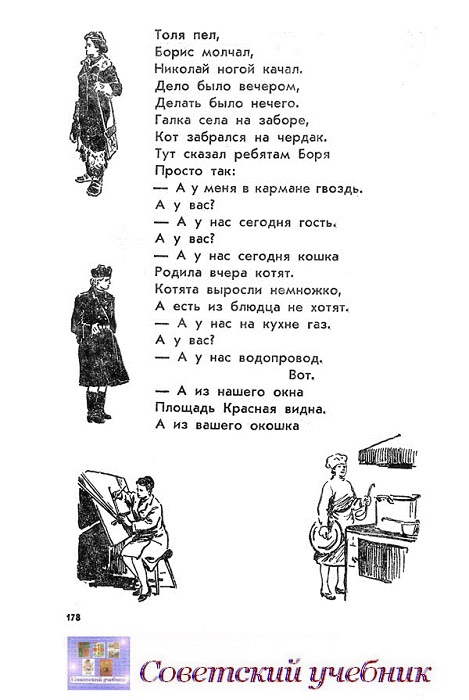 Толя пел,
Борис молчал,
Николай ногой качал.
Дело было вечером,
Делать было нечего.
Галка села на заборе,
Кот забрался на чердак.
Тут сказал ребятам Боря
Просто так:
— А у меня в кармане гвоздь.
А у вас?
— А у нас сегодня гость.
А у вас?
— А у нас сегодня кошка
Родила вчера котят.
Котята выросли немножко,
А есть из блюдца не хотят.
— А у нас на кухне газ.
А у вас?
— А у нас водопровод.
Вот.
— А из нашего окна
Площадь Красная видна.
А из вашего окошка
178
Советский учебник
Советский учебник